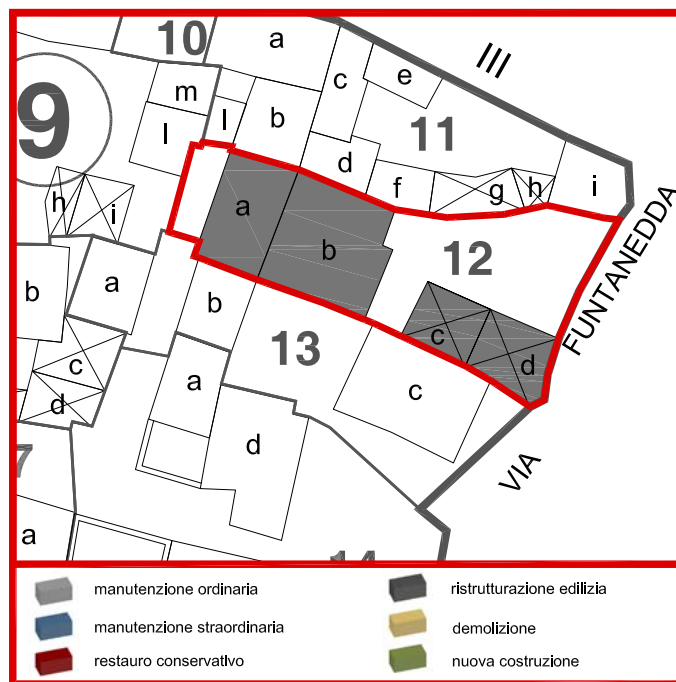 10
a
c
e
III
m
l
l
b
11
9
d
f
g
h
i
h
i
a
b
12
FUNTANEDDA
a
b
b
13
c
c
d
a
c
d
d
VIA
7
a
14
manutenzione ordinaria
ristrutturazione edilizia
manutenzione straordinaria
demolizione
restauro conservativo
nuova costruzione